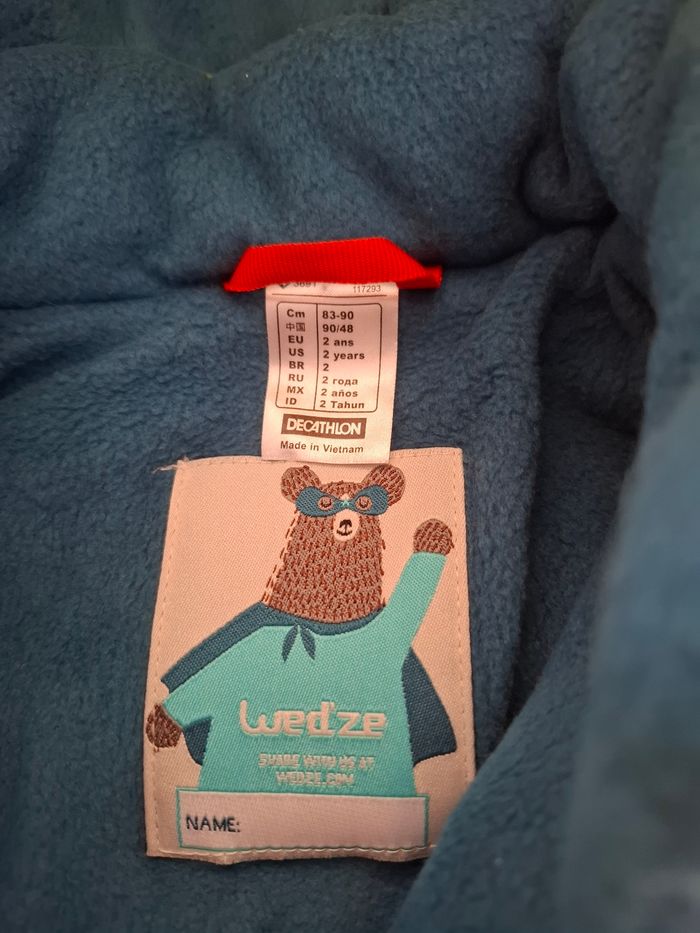 117293
Cm 83-90
中国 90/48
EU 2 ans
US 2 years
BR 2
RU 2 года
MX 2 años
ID 2 Tahun
DECATHLON
Made in Vietnam
Wed'ze
SHARE WITH US AT
WEDZE.COM
NAME: